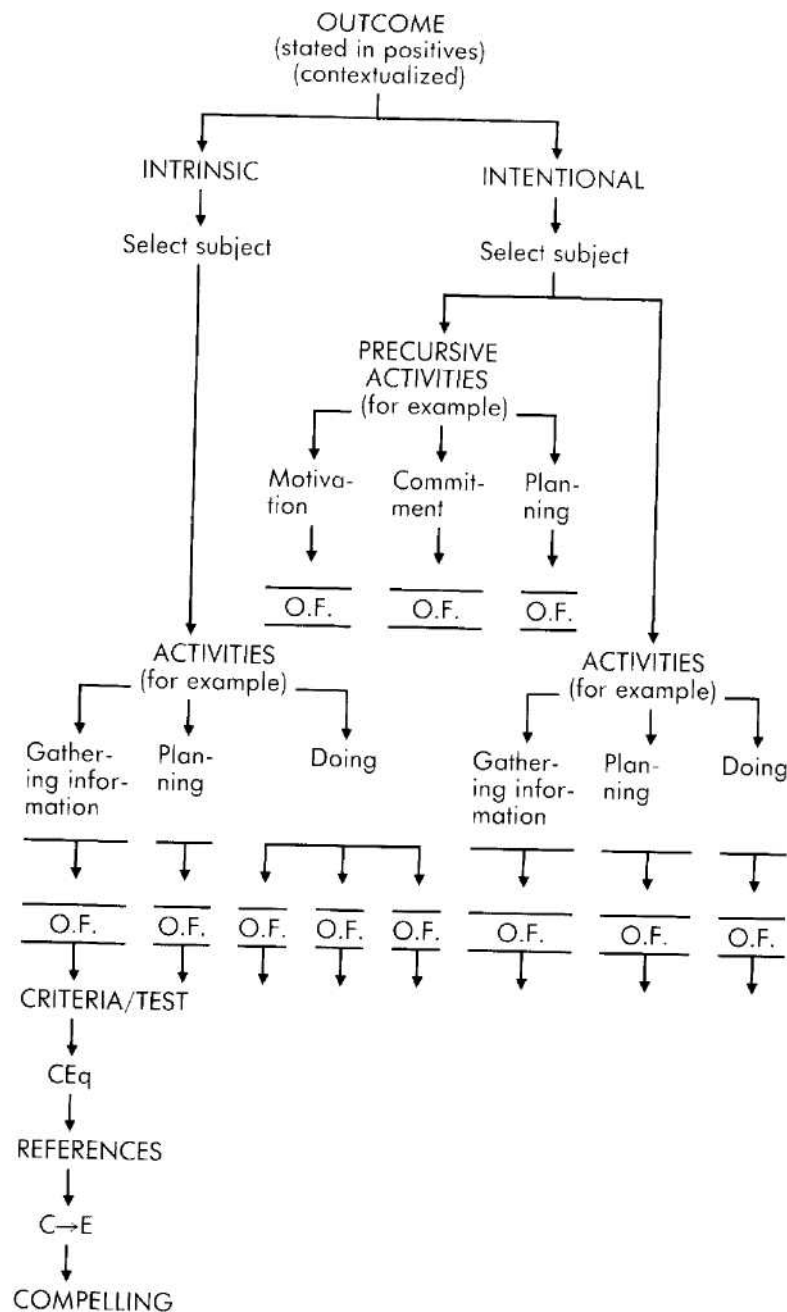 OUTCOME
(stated in positives)
(contextualized)
INTRINSIC
INTENTIONAL
Select subject
Select subject
PRECURSIVE
ACTIVITIES
(for example)
Motiva-
tion
Commit-
ment
Plan-
ning
O.F.
O.F.
O.F.
ACTIVITIES
(for example)
ACTIVITIES
(for example)
Gather-
ing infor-
mation
Plan-
ning
Doing
Gather-
ing infor-
mation
Plan-
ning
Doing
O.F.
O.F.
O.F.
O.F.
O.F.
O.F.
O.F.
O.F.
CRITERIA/TEST
CEq
REFERENCES
C→E
COMPELLING